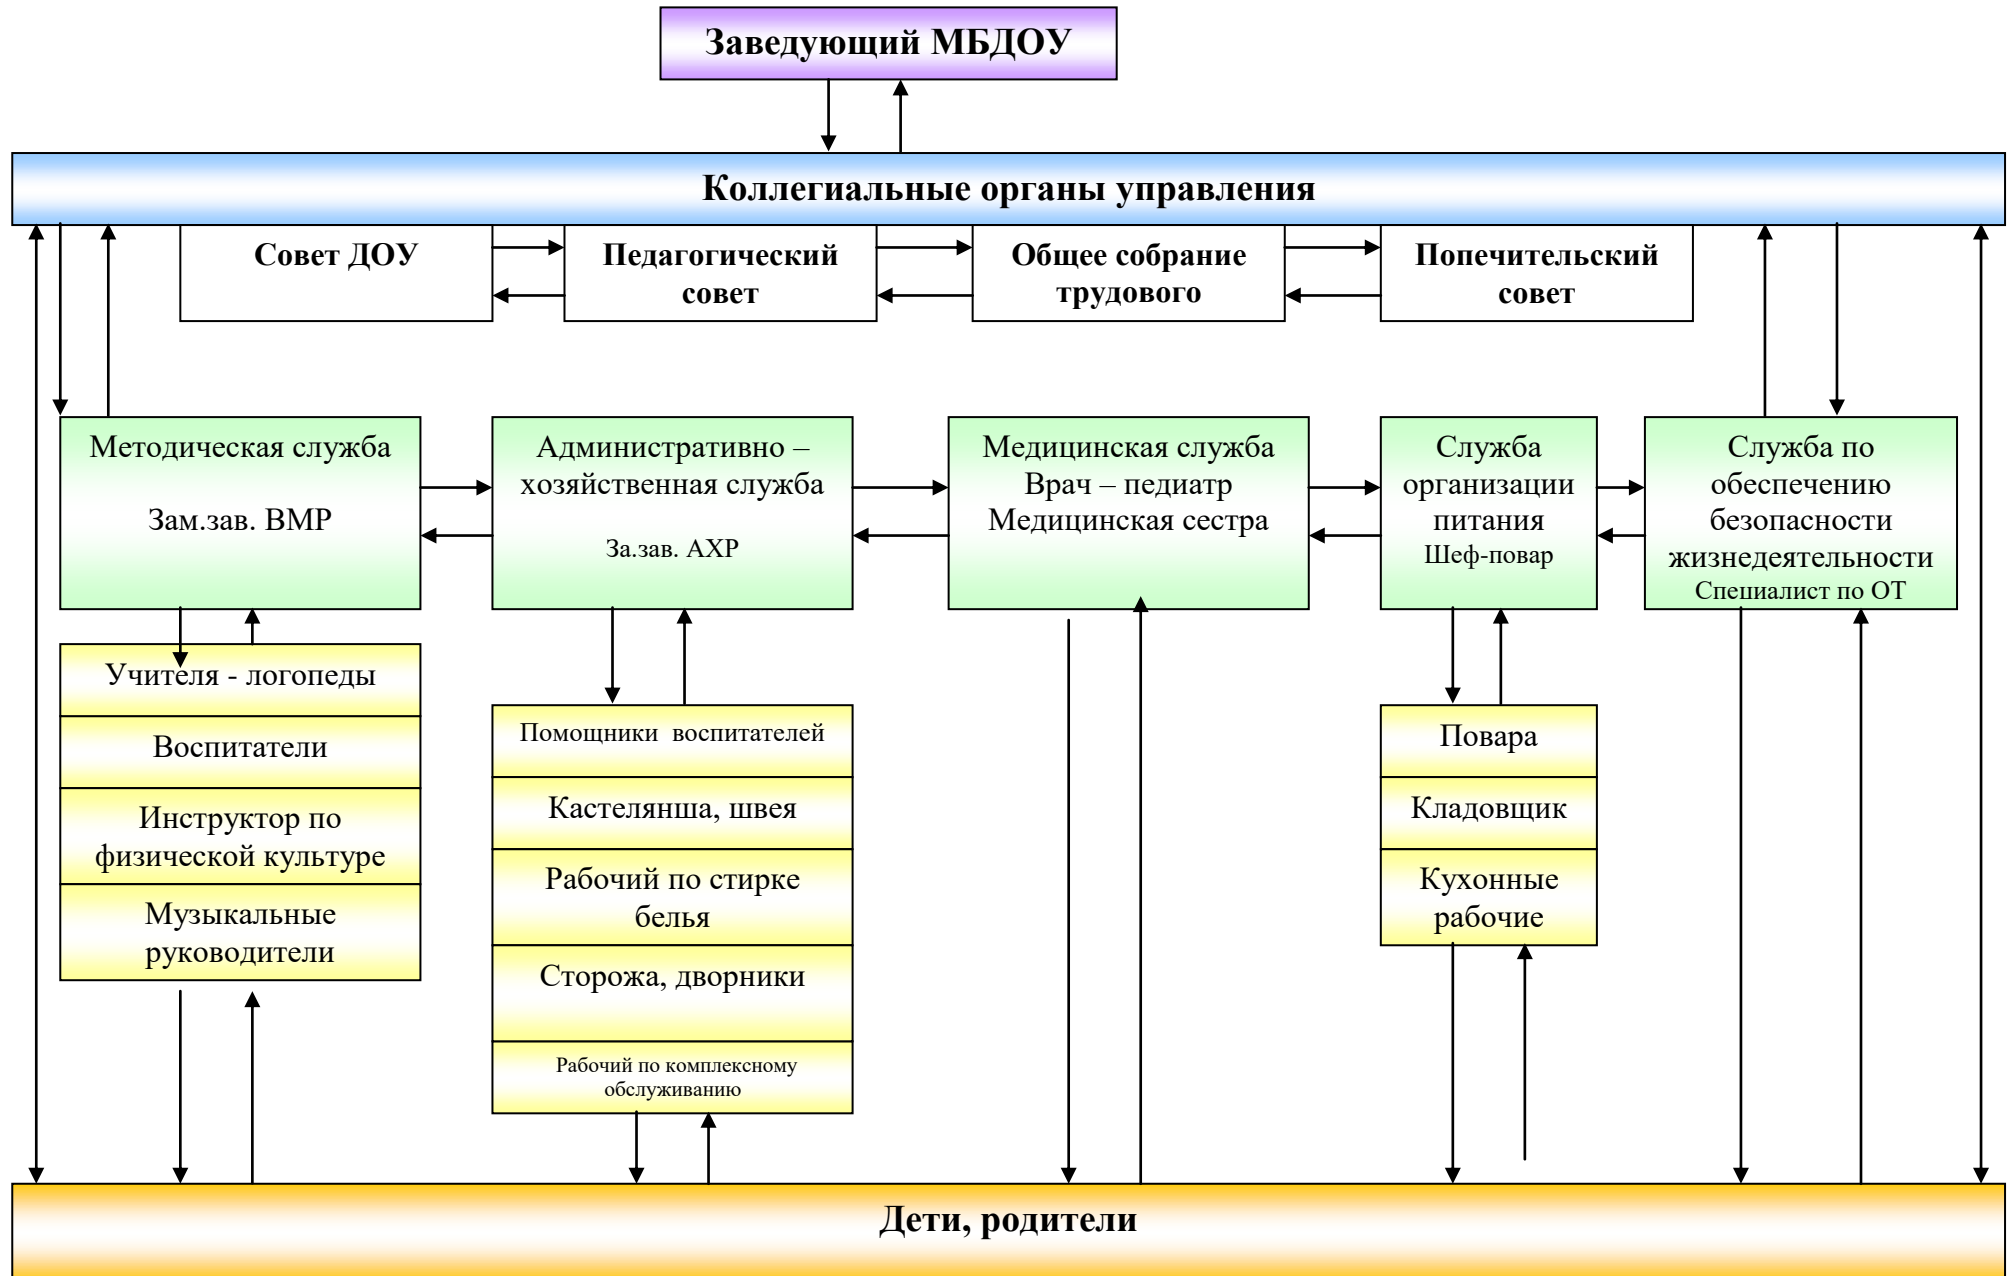 Заведующий МБДОУ
Коллегиальные органы управления
Совет ДОУ
Педагогический
совет
Общее собрание
трудового
Попечительский
совет
Методическая служба
Зам.зав. ВМР
Административно –
хозяйственная служба
За.зав. АХР
Медицинская служба
Врач – педиатр
Медицинская сестра
Служба
организации
питания
Шеф-повар
Служба по
обеспечению
безопасности
жизнедеятельности
Специалист по ОТ
Учителя - логопеды
Воспитатели
Инструктор по
физической культуре
Музыкальные
руководители
Помощники воспитателей
Кастелянша, швея
Рабочий по стирке
белья
Сторожа, дворники
Рабочий по комплексному
обслуживанию
Повара
Кладовщик
Кухонные
рабочие
Дети, родители